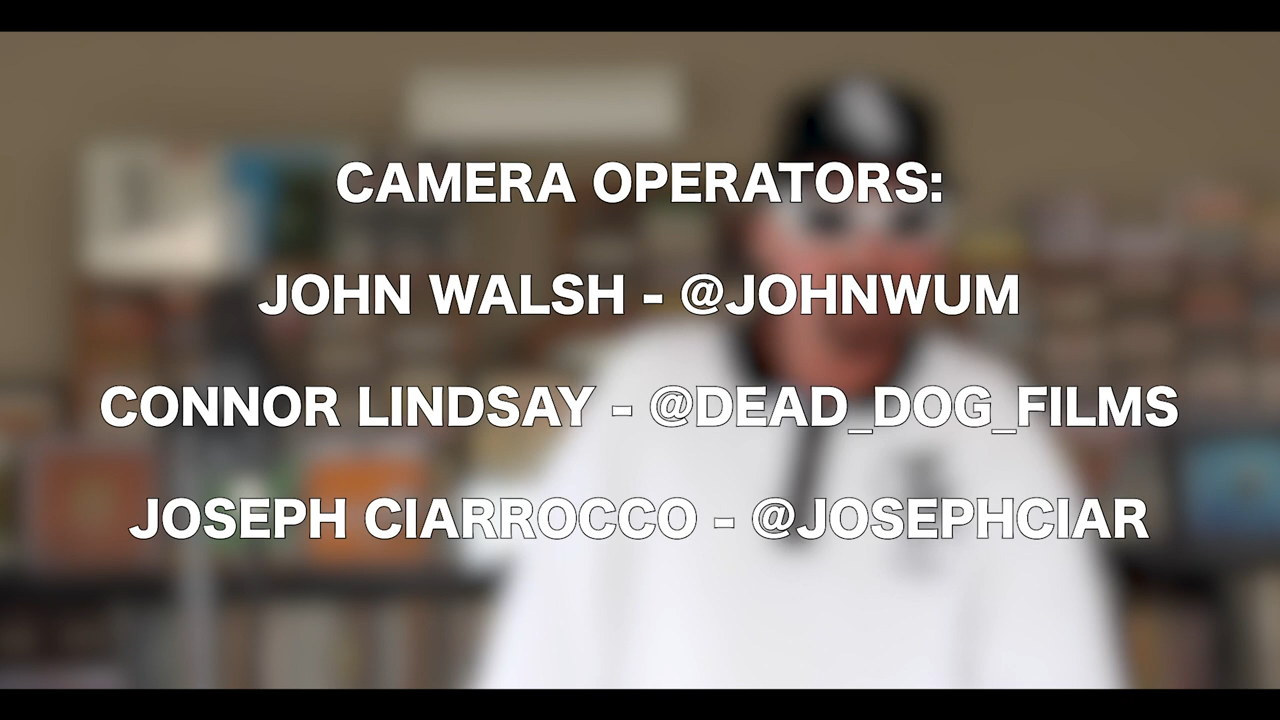 CAMERA OPERATORS:
JOHN WALSH - @JOHNWUM
CONNOR LINDSAY - @DEAD_DOG_FILMS
JOSEPH CIARROCCO - @JOSEPHCIAR